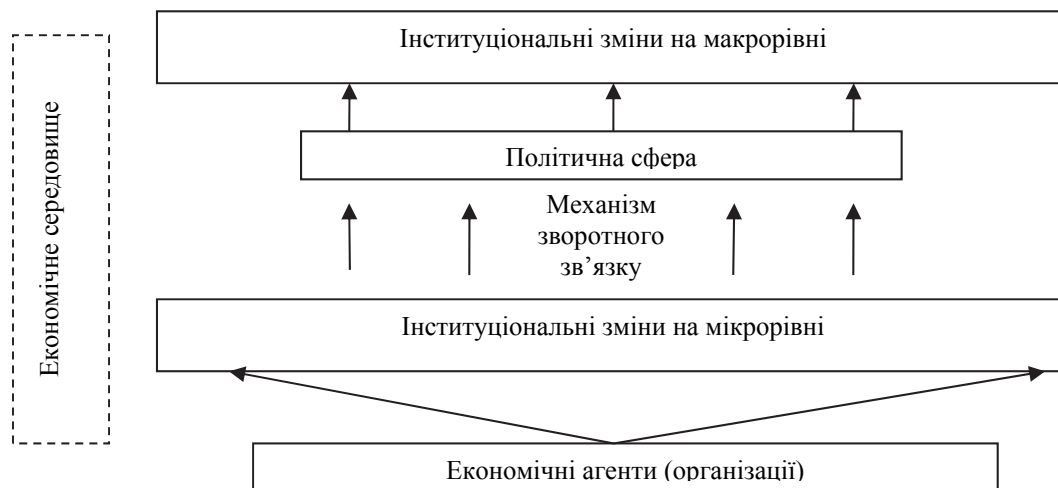 Інституціональні зміни на макрорівні
Економічне середовище
Політична сфера
Механізм
зворотного
зв’язку
Інституціональні зміни на мікрорівні
Економічні агенти (організації)